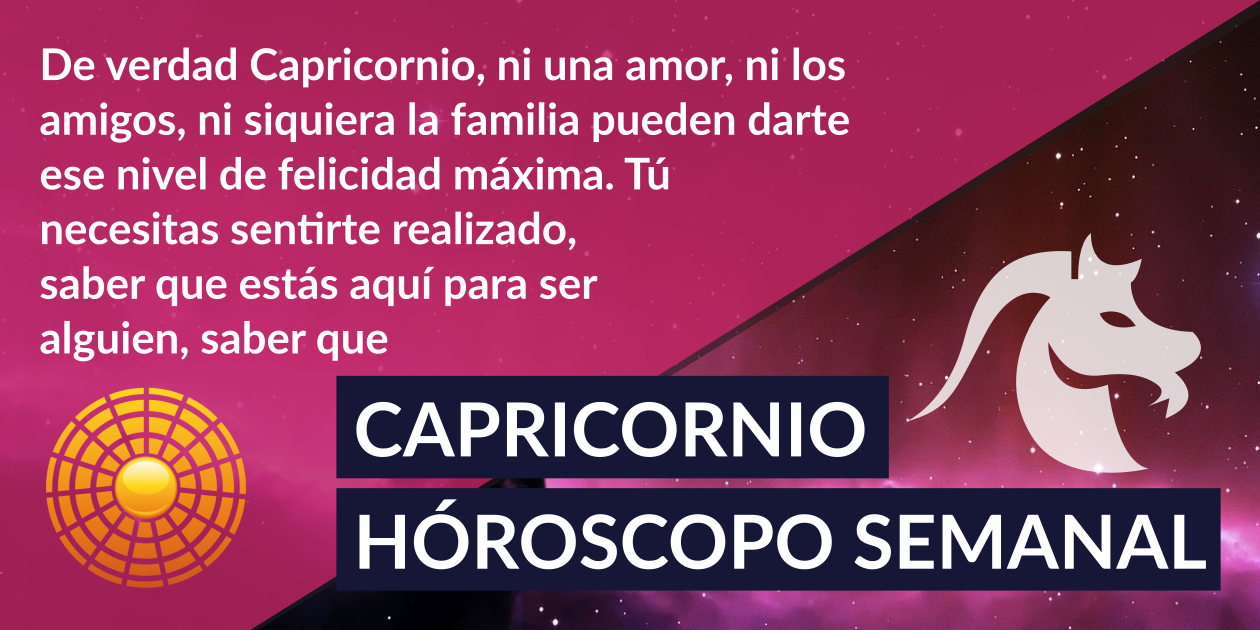 De verdad Capricornio, ni una amor, ni los
amigos, ni siquiera la familia pueden darte
ese nivel de felicidad máxima. Tú
necesitas sentirte realizado,
saber que estás aquí para ser
alguien, saber que
CAPRICORNIO
HÓROSCOPO SEMANAL